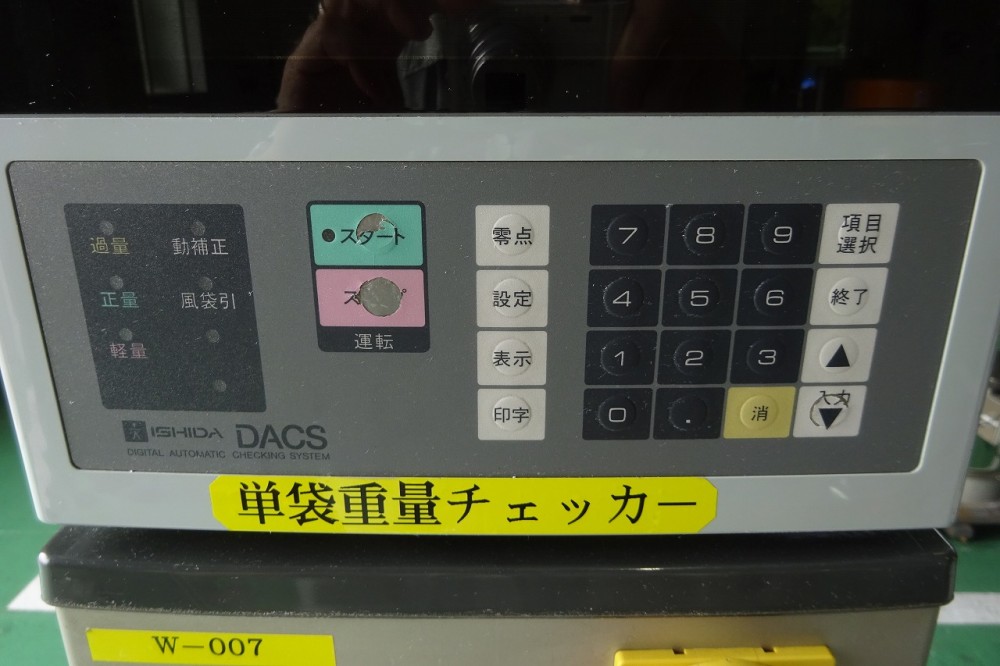 過量
動補正
正量
風袋引
軽量
スタート
運転
零点
設定
表示
印字
7
8
9
項目
選択
4
5
6
終了
1
2
3
▲
0
.
消
入力
▼
ISHIDA DACS
DIGITAL AUTOMATIC CHECKING SYSTEM
単袋重量チェッカー
W-007